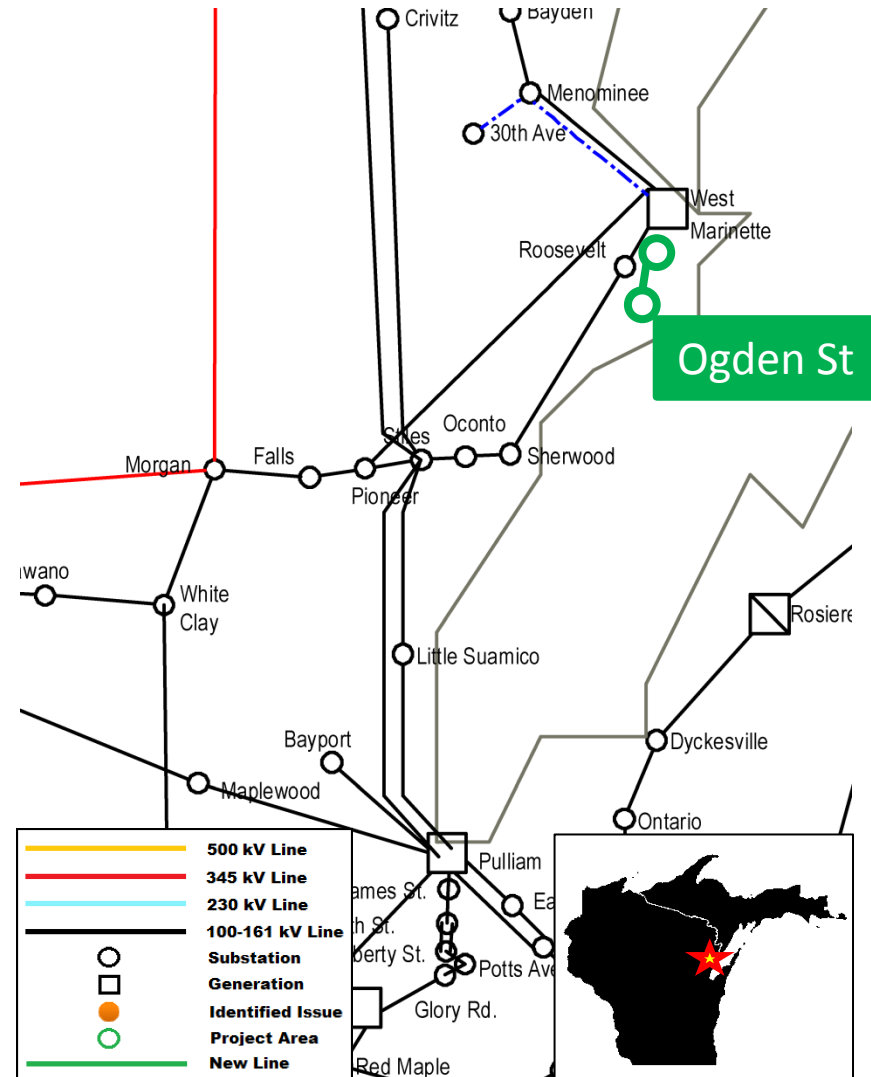 Crivitz
Bayden
Menominee
30th Ave
West
Marinette
Roosevelt
Ogden St
Stiles
Oconto
Falls
Morgan
Sherwood
Pioneer
wano
White
Clay
Rosiere
Little Suamico
Bayport
Dyckesville
Maplewood
Ontario
Pulliam
ames St.
Ea
th St.
berty St.
Potts Ave
Glory Rd.
Red Maple
500 kV Line
345 kV Line
230 kV Line
100-161 kV Line
Substation
Generation
Identified Issue
Project Area
New Line